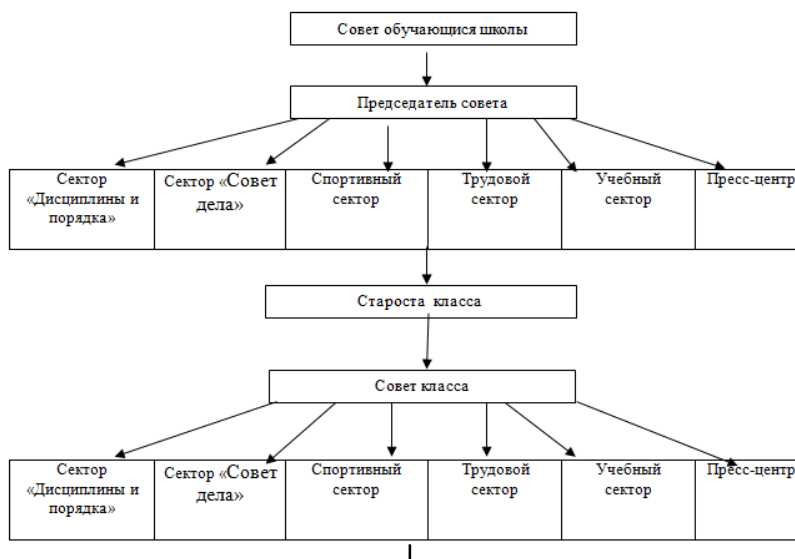 Совет обучающися школы
Председатель совета
Сектор
«Дисциплины и
порядка»
Сектор «Совет
дела»
Спортивный
сектор
Трудовой
сектор
Учебный
сектор
Пресс-центр
Староста класса
Совет класса
Сектор
«Дисциплины и
порядка»
Сектор «Совет
дела»
Спортивный
сектор
Трудовой
сектор
Учебный
сектор
Пресс-центр